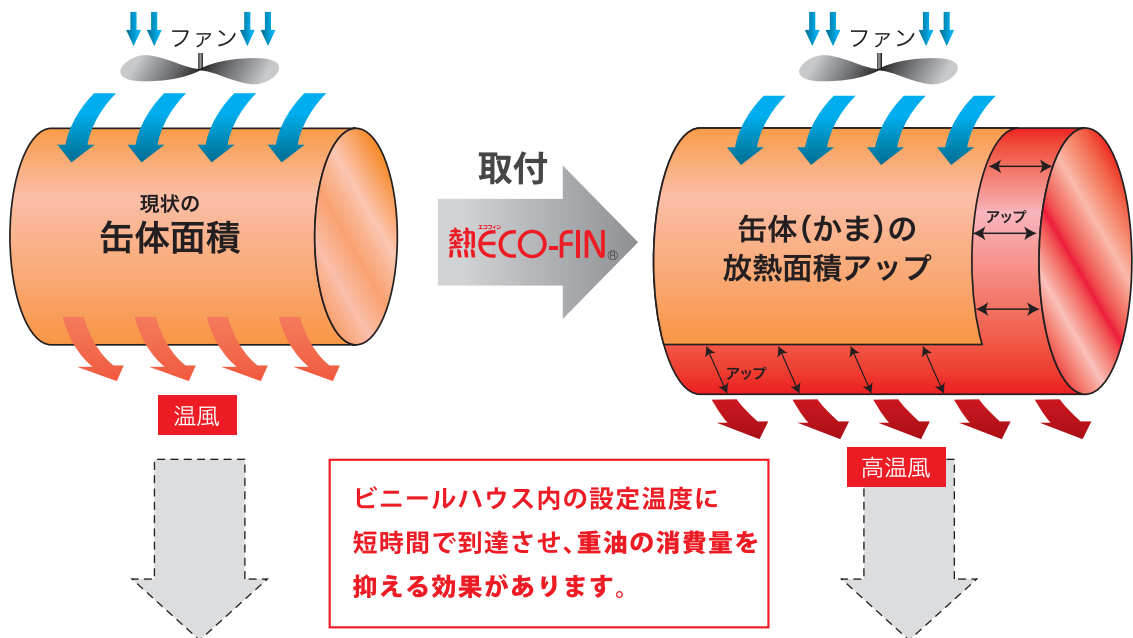 ファン
現状の
缶体面積
温風
取付
エコフィン
熱ECO-FIN®
ファン
缶体(かま)の
放熱面積アップ
アップ
アップ
高温風
ビニールハウス内の設定温度に
短時間で到達させ、重油の消費量を
抑える効果があります。